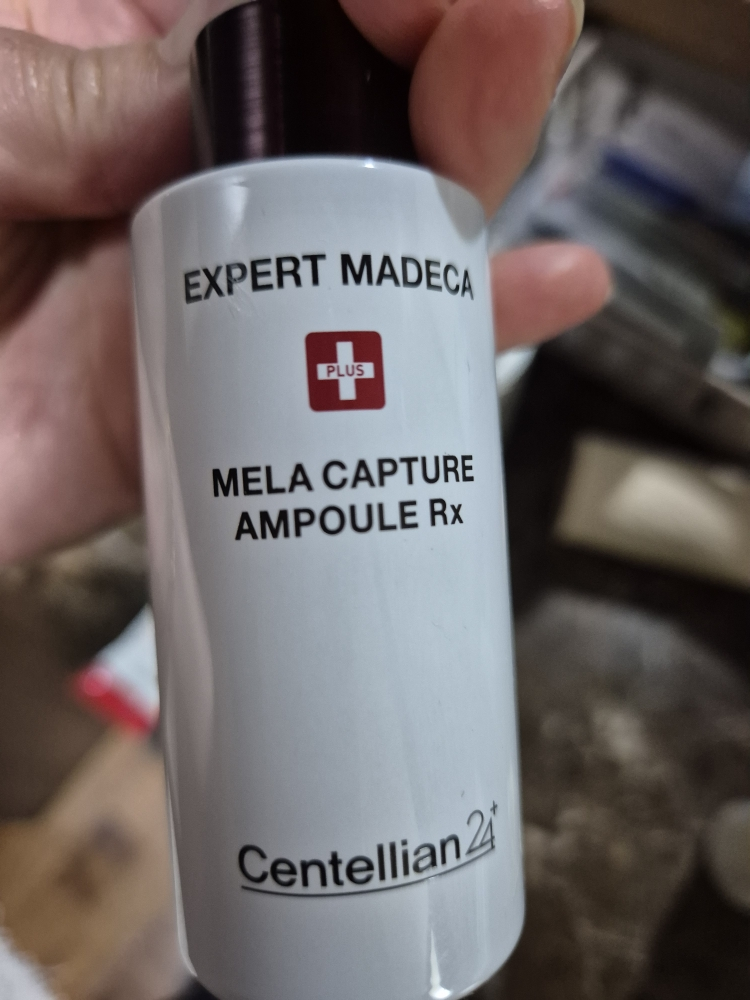 EXPERT MADECA
PLUS
MELA CAPTURE
AMPOULE Rx
Centellian24+